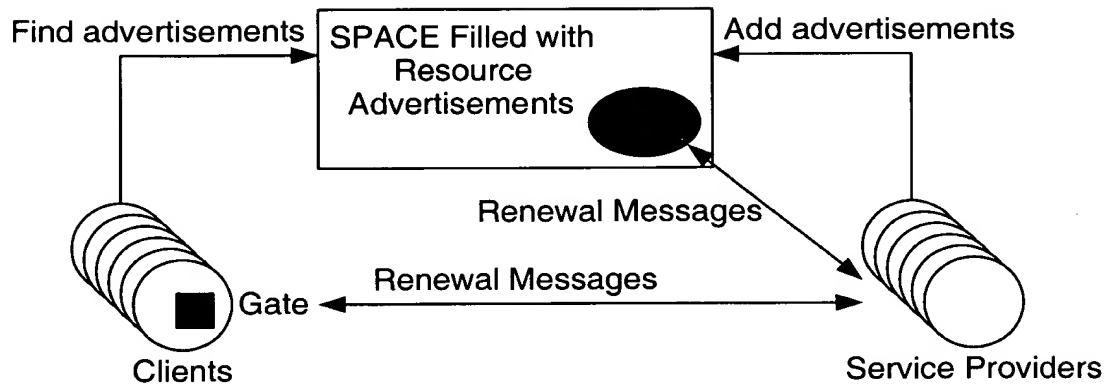 Find advertisements
SPACE Filled with
Resource
Advertisements
Add advertisements
Renewal Messages
Renewal Messages
Gate
Clients
Service Providers